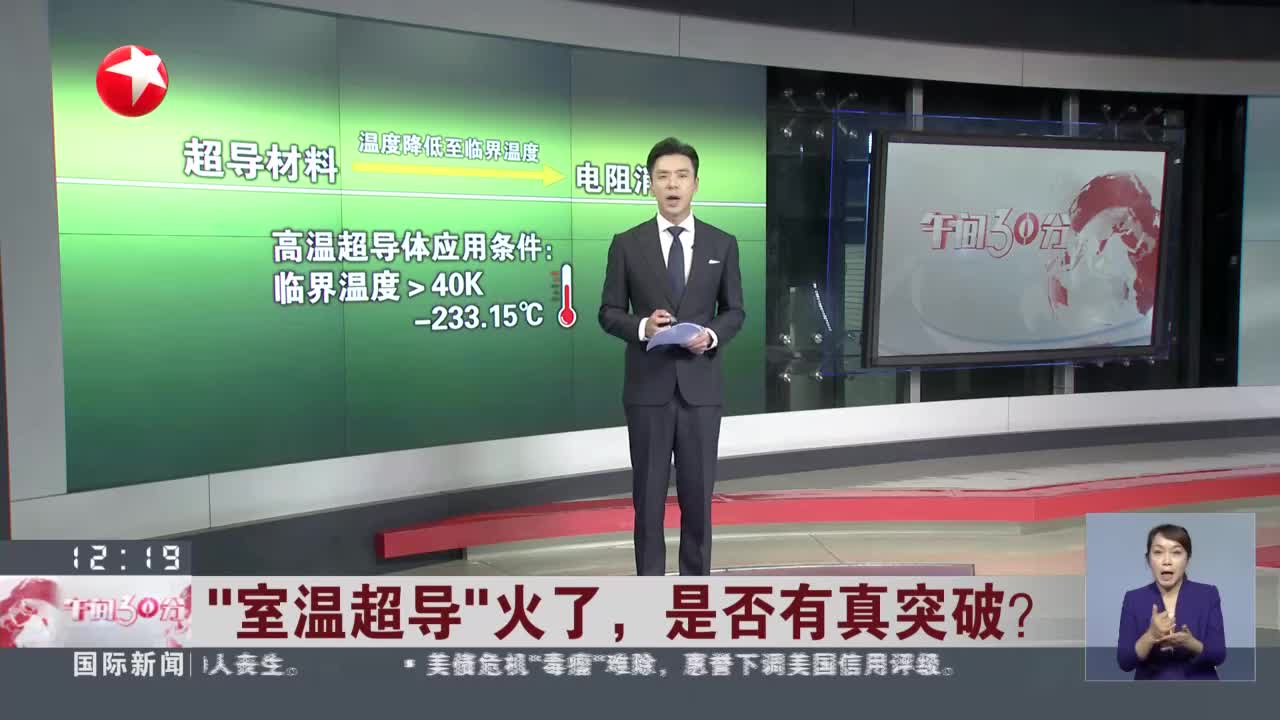 超导材料
温度降低至临界温度
电阻消
高温超导体应用条件:
临界温度>40K
-233.15℃
午间30分
12:19
午间30分
"室温超导"火了，是否有真突破?
国际新闻
人丧生。
·美债危机“毒瘤“难除，惠誉下调美国信用评级。